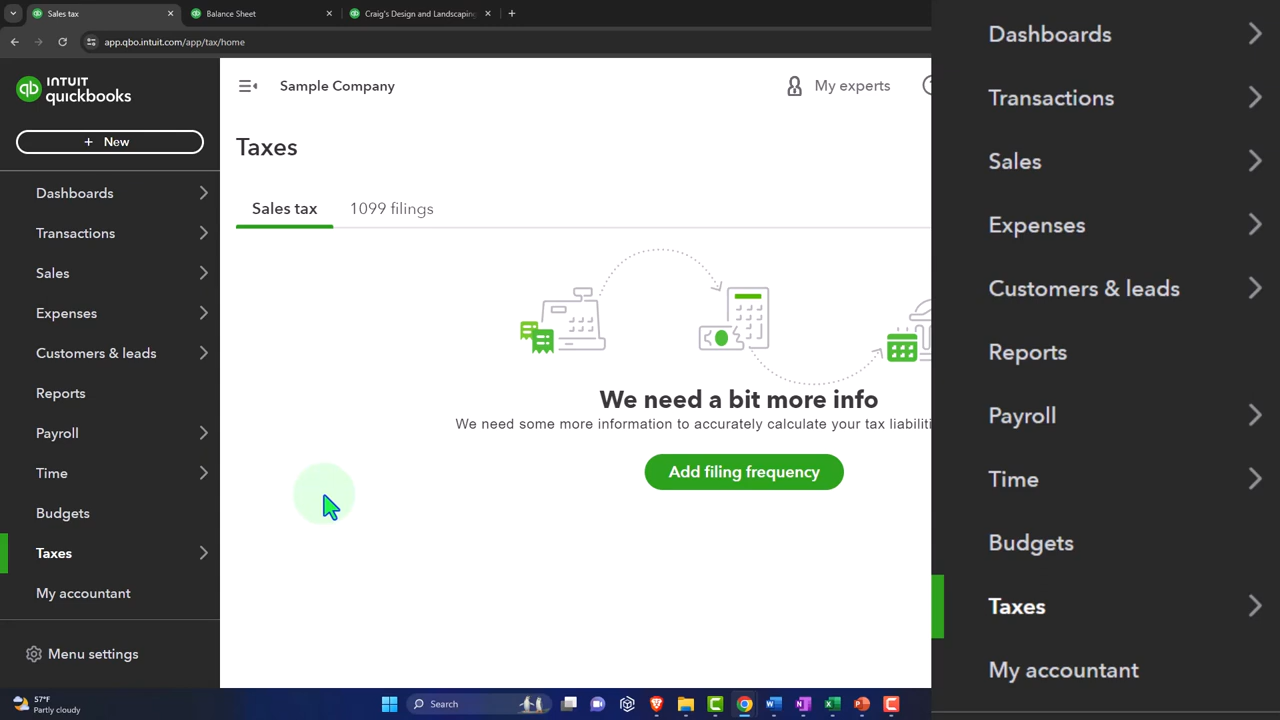 Sales tax
Balance Sheet
Craig's Design and Landscaping
app.qbo.intuit.com/app/tax/home
INTUIT
quickbooks
qb
+ New
Dashboards
Transactions
Sales
Expenses
Customers & leads
Reports
Payroll
Time
Budgets
Taxes
My accountant
Menu settings
Sample Company
My experts
Taxes
Sales tax
1099 filings
We need a bit more info
We need some more information to accurately calculate your tax
Add filing frequency
Dashboards
Transactions
Sales
Expenses
Customers & leads
Reports
Payroll
Time
Budgets
Taxes
My accountant
57°F
Partly cloudy
Search